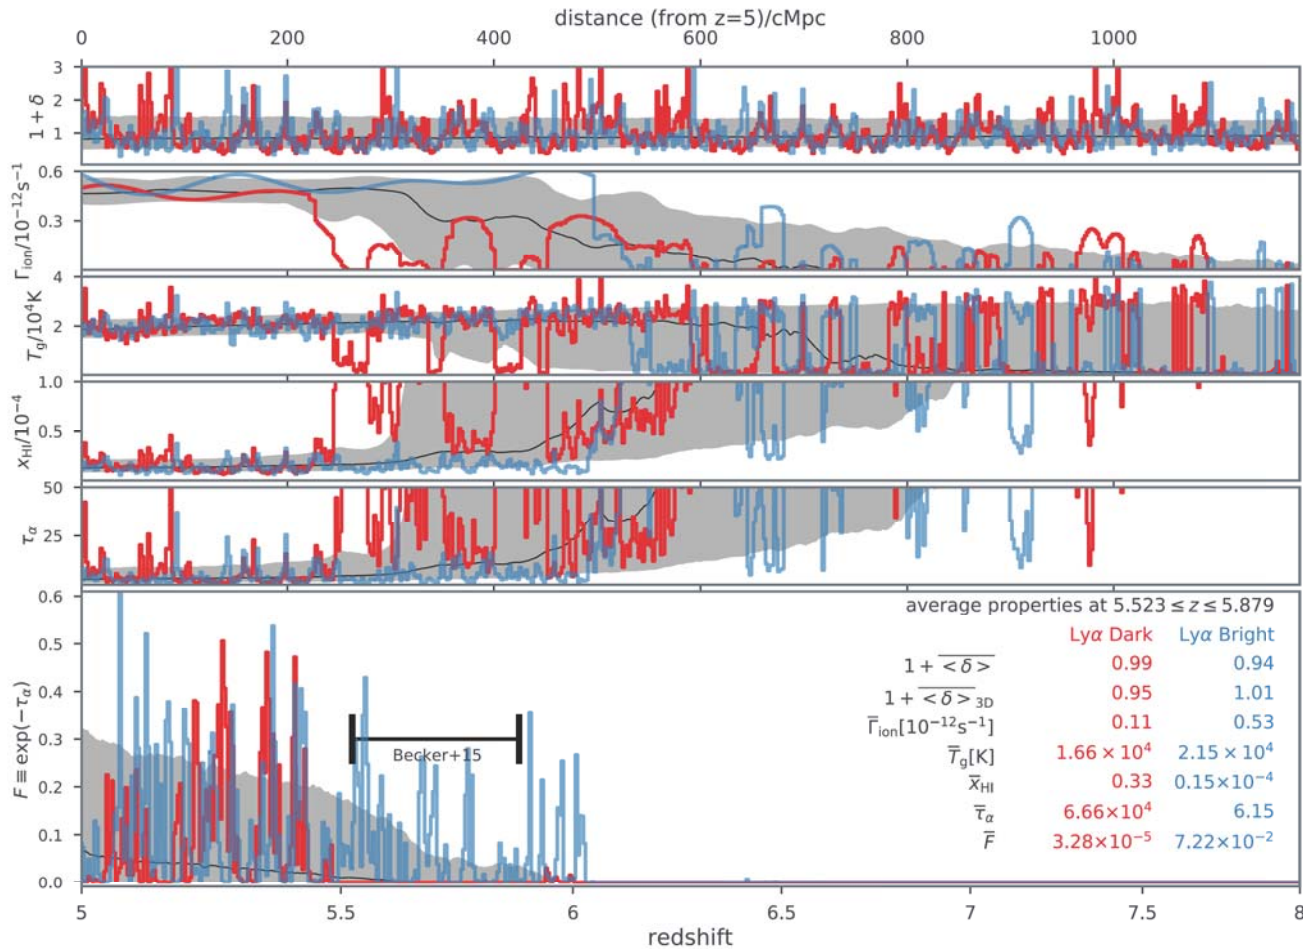 distance (from z=5)/cMpc
0 200 400 600 800 1000
3
2
1
1 + δ
0.6
0.3
Γion/10⁻¹²s⁻¹
4
2
Tg/10⁴K
1.0
0.5
xHI/10⁻⁴
50
25
τα
0.6
0.5
0.4
0.3
0.2
0.1
0.0
F ≡ exp(−τα)
Becker+15
average properties at 5.523 ≤ z ≤ 5.879
Lyα Dark Lyα Bright
1 + <δ> 0.99 0.94
1 + <δ>3D 0.95 1.01
Γ̅ion[10⁻¹²s⁻¹] 0.11 0.53
T̅g[K] 1.66 × 10⁴ 2.15 × 10⁴
x̅HI 0.33 0.15×10⁻⁴
τ̅α 6.66×10⁴ 6.15
F̅ 3.28×10⁻⁵ 7.22×10⁻²
5 5.5 6 6.5 7 7.5 8
redshift